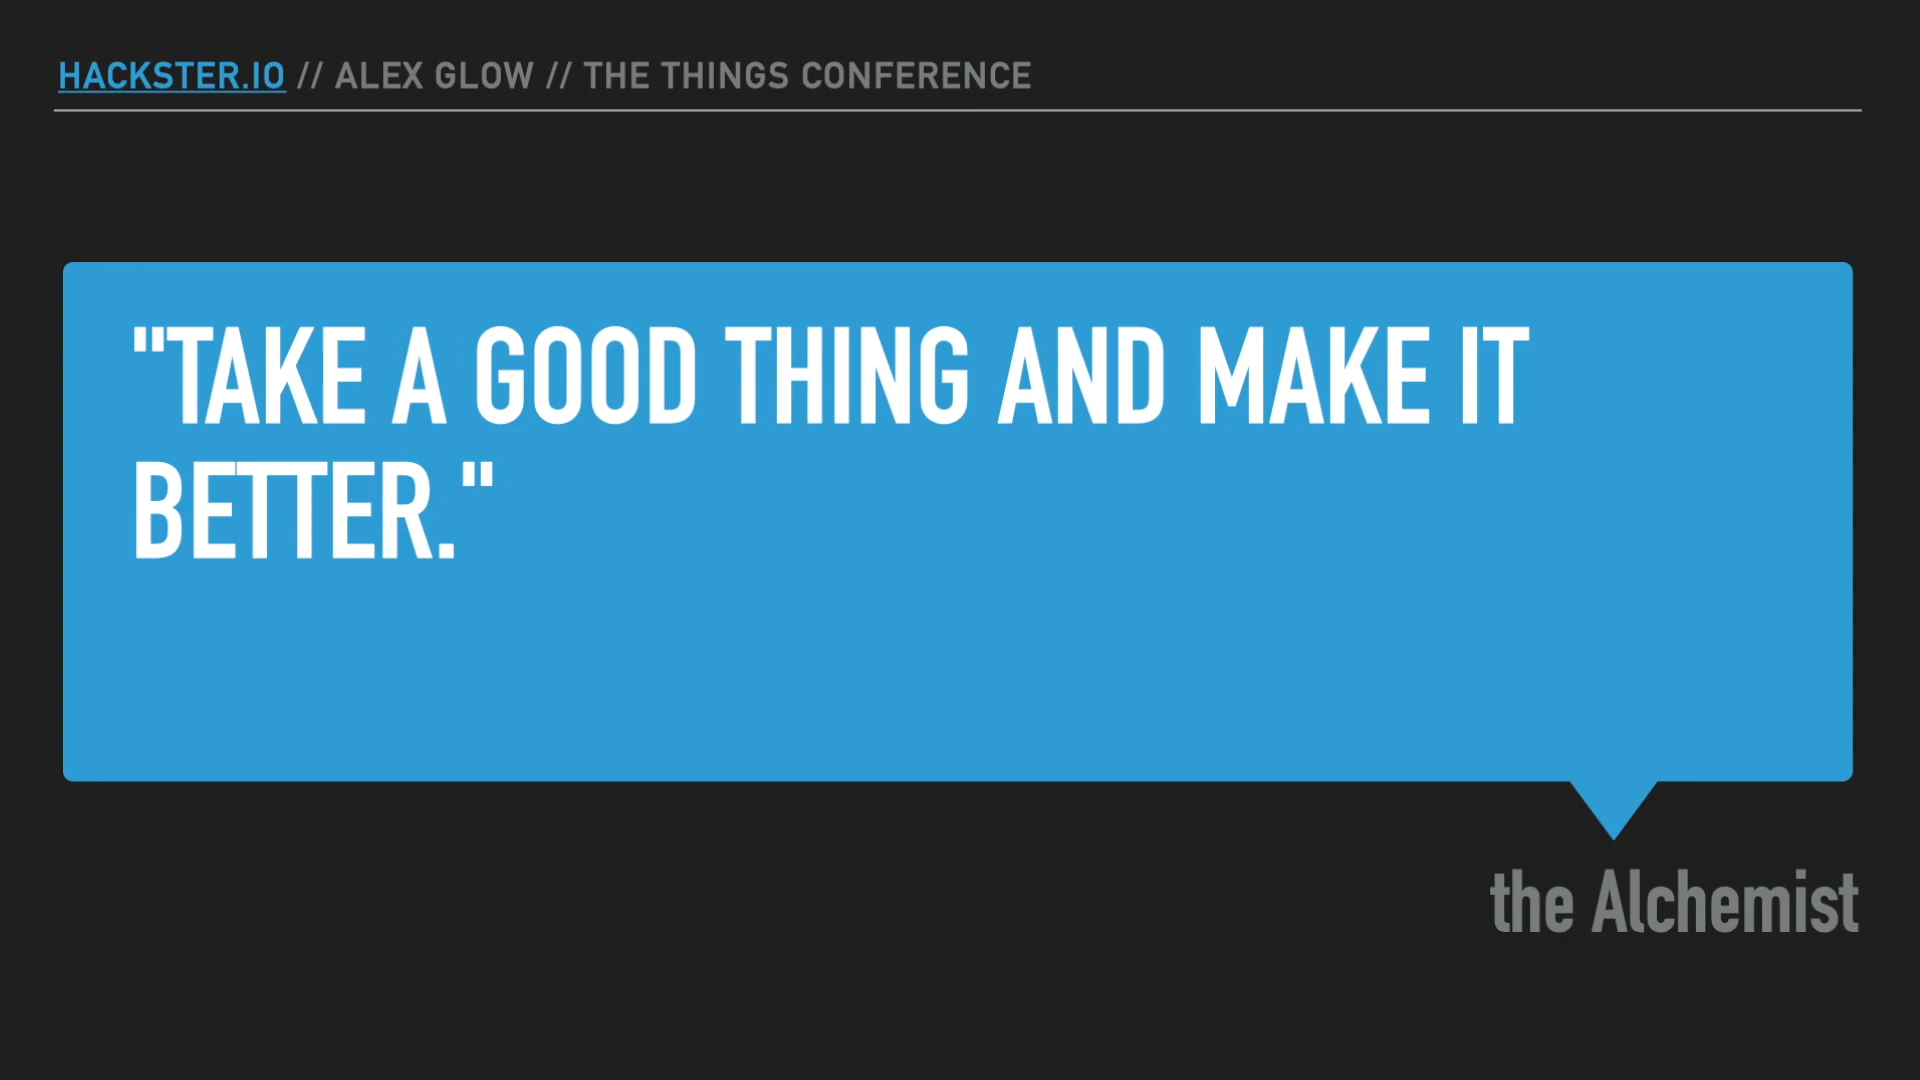 HACKSTER.IO // ALEX GLOW // THE THINGS CONFERENCE
"TAKE A GOOD THING AND MAKE IT
BETTER."
the Alchemist